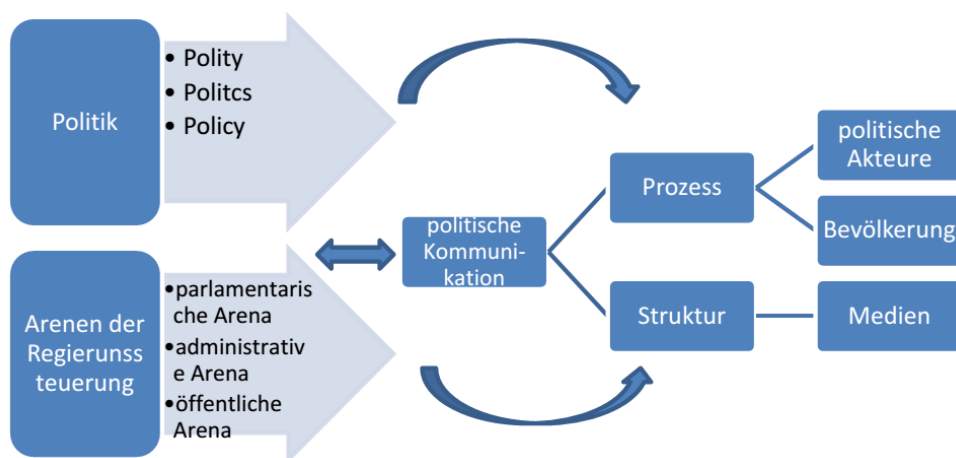 Politik
• Polity
• Politcs
• Policy
Arenen der
Regierunss
teuerung
•parlamentaris
che Arena
•administrativ
e Arena
•öffentliche
Arena
politische
Kommuni-
kation
Prozess
politische
Akteure
Bevölkerung
Struktur
Medien